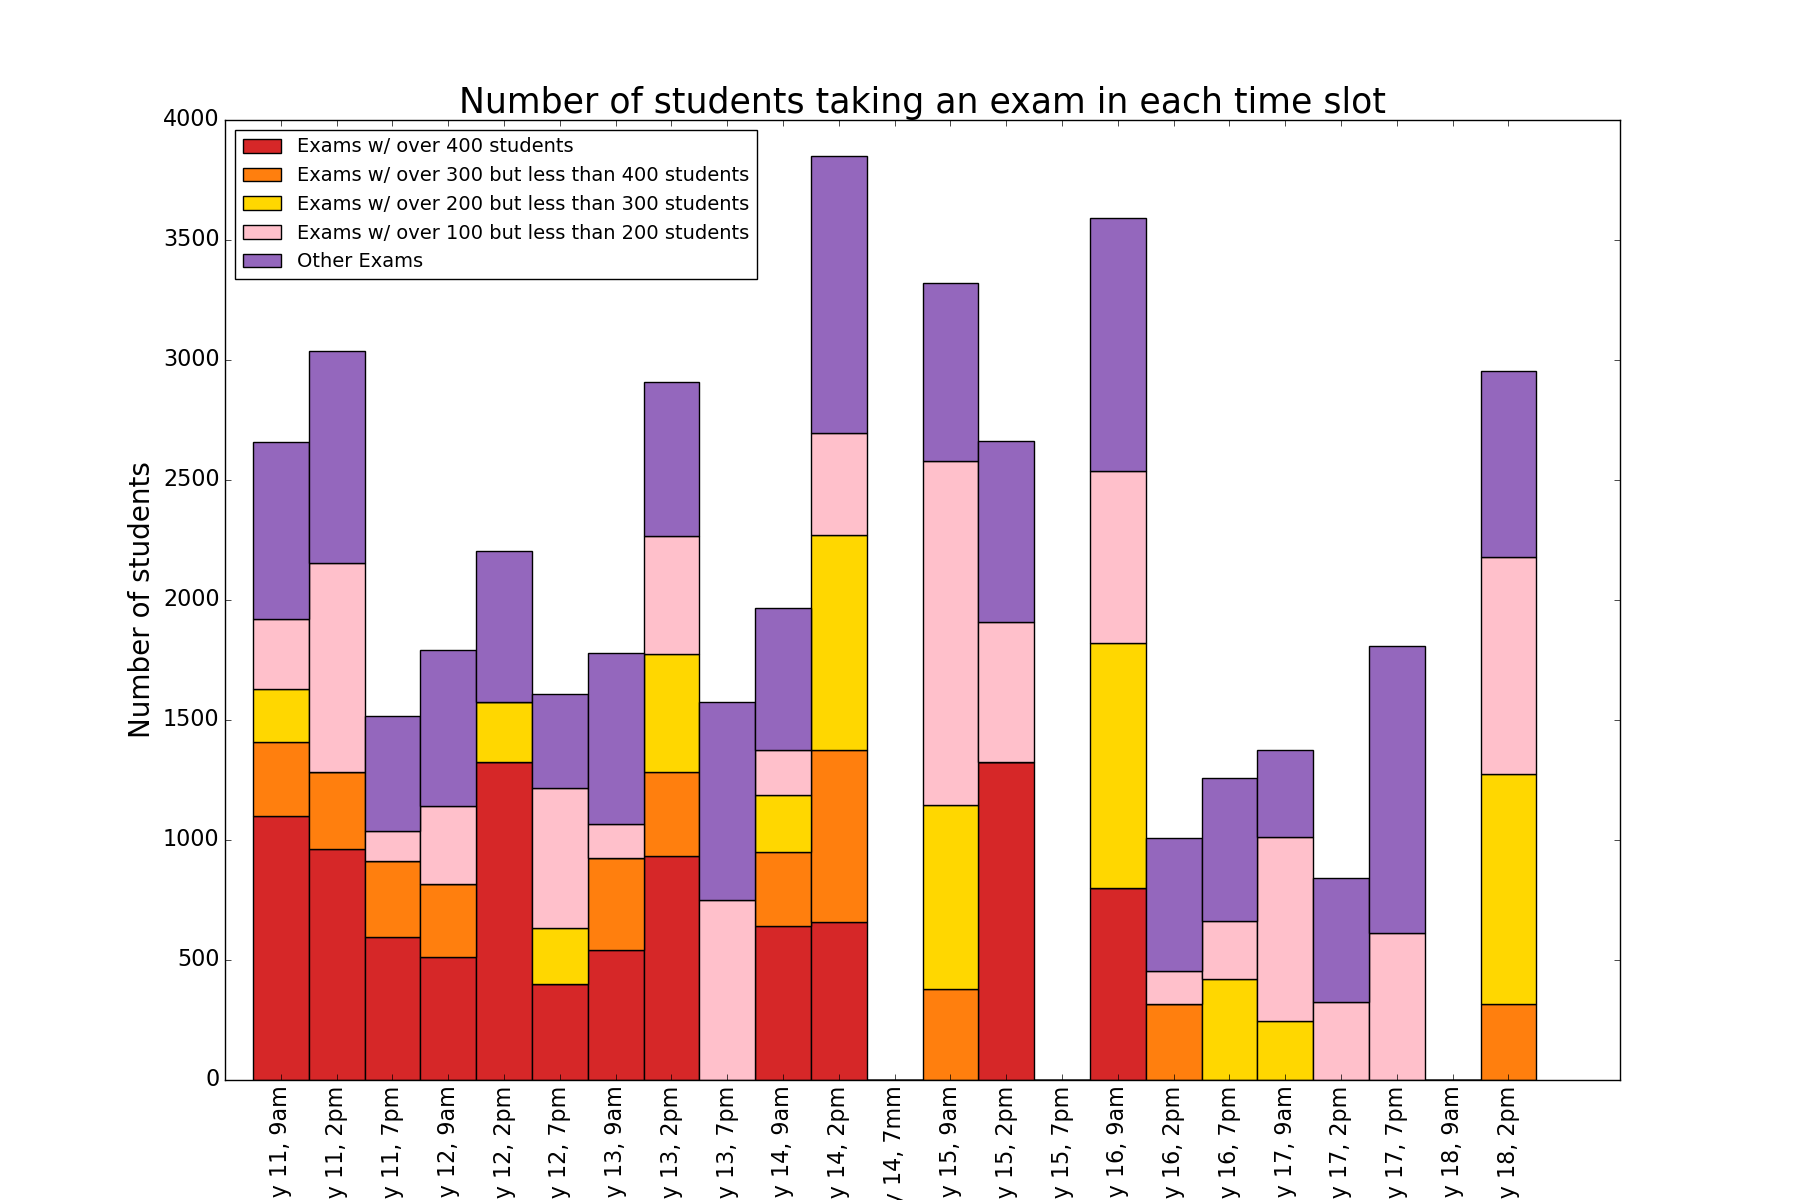 Number of students taking an exam in each time slot
Exams w/ over 400 students
Exams w/ over 300 but less than 400 students
Exams w/ over 200 but less than 300 students
Exams w/ over 100 but less than 200 students
Other Exams
Number of students
4000
3500
3000
2500
2000
1500
1000
500
0
y 11, 9am
y 11, 2pm
y 11, 7pm
y 12, 9am
y 12, 2pm
y 12, 7pm
y 13, 9am
y 13, 2pm
y 13, 7pm
y 14, 9am
y 14, 2pm
y 14, 7mm
y 15, 9am
y 15, 2pm
y 15, 7pm
y 16, 9am
y 16, 2pm
y 16, 7pm
y 17, 9am
y 17, 2pm
y 17, 7pm
y 18, 9am
y 18, 2pm